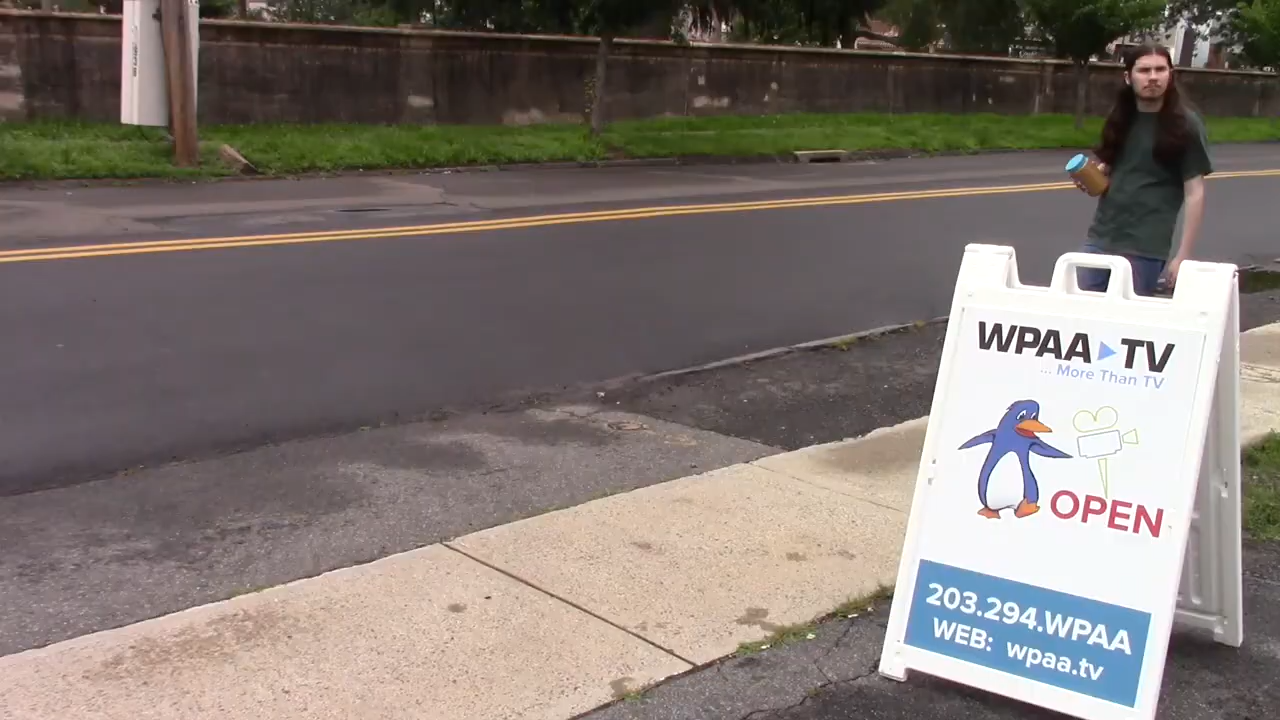 WPAA TV
... More Than TV
OPEN
203.294.WPAA
WEB: wpaa.tv